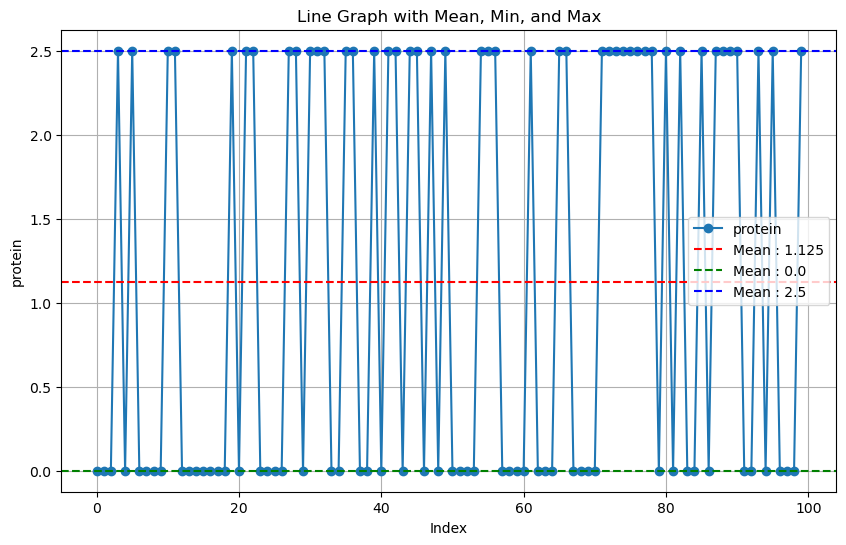 Line Graph with Mean, Min, and Max
protein
2.5
2.0
1.5
1.0
0.5
0.0
protein
Mean : 1.125
Mean : 0.0
Mean : 2.5
0
20
40
60
80
100
Index